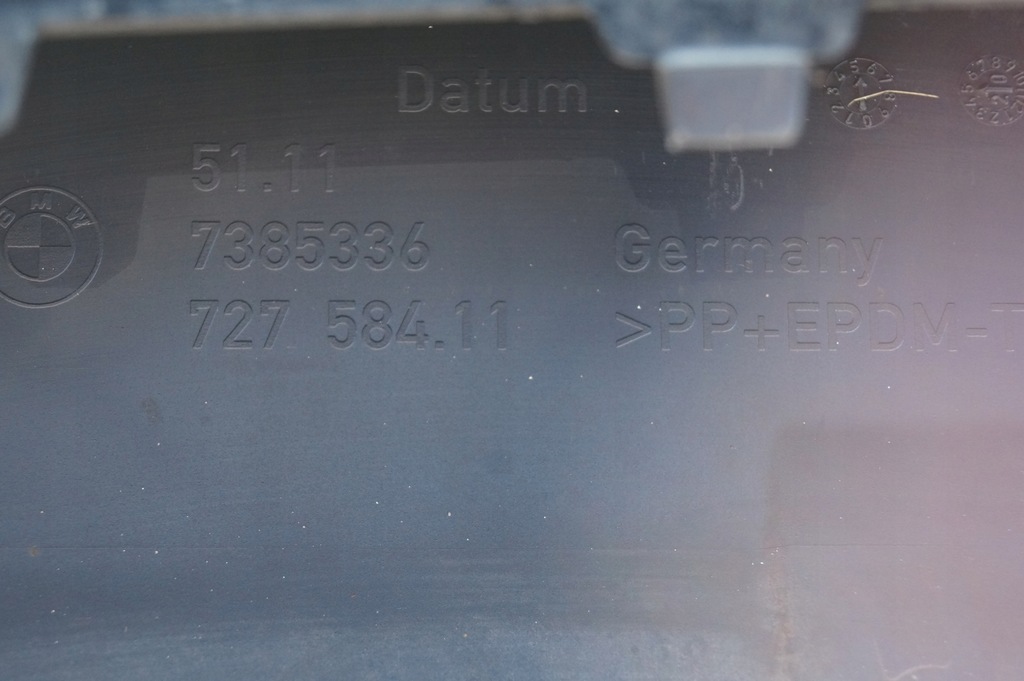 Datum
BMW
51.11
7385336
727 584.11
Germany
>PP+EPDM-T